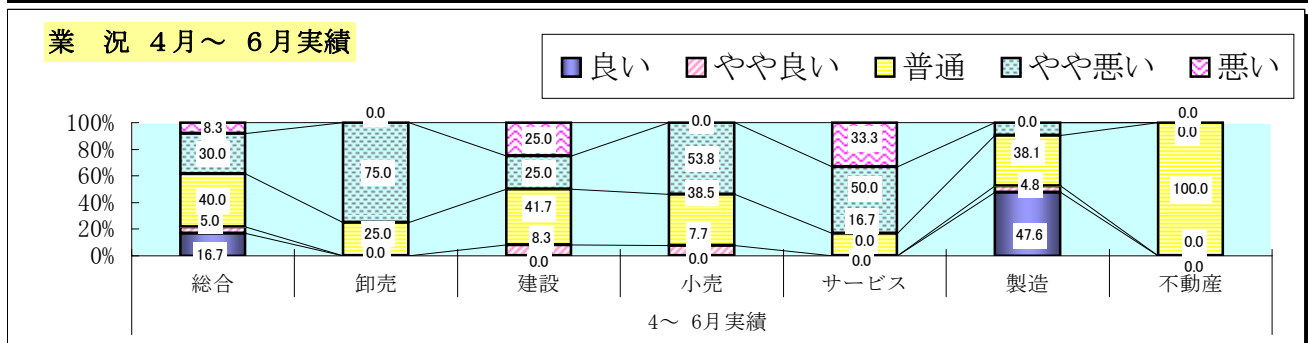 業　況　４月～　６月実績
良い　やや良い　普通　やや悪い　悪い
0.0　0.0　0.0
100%　8.3　25.0　33.3　0.0　0.0
80%　30.0　75.0　25.0　53.8　50.0　38.1
60%　40.0　41.7　38.5　16.7　4.8　100.0
40%　5.0　25.0　8.3　7.7　0.0　47.6　0.0
20%　16.7　0.0　0.0　0.0　0.0　0.0
0%
総合　卸売　建設　小売　サービス　製造　不動産
4～ 6月実績